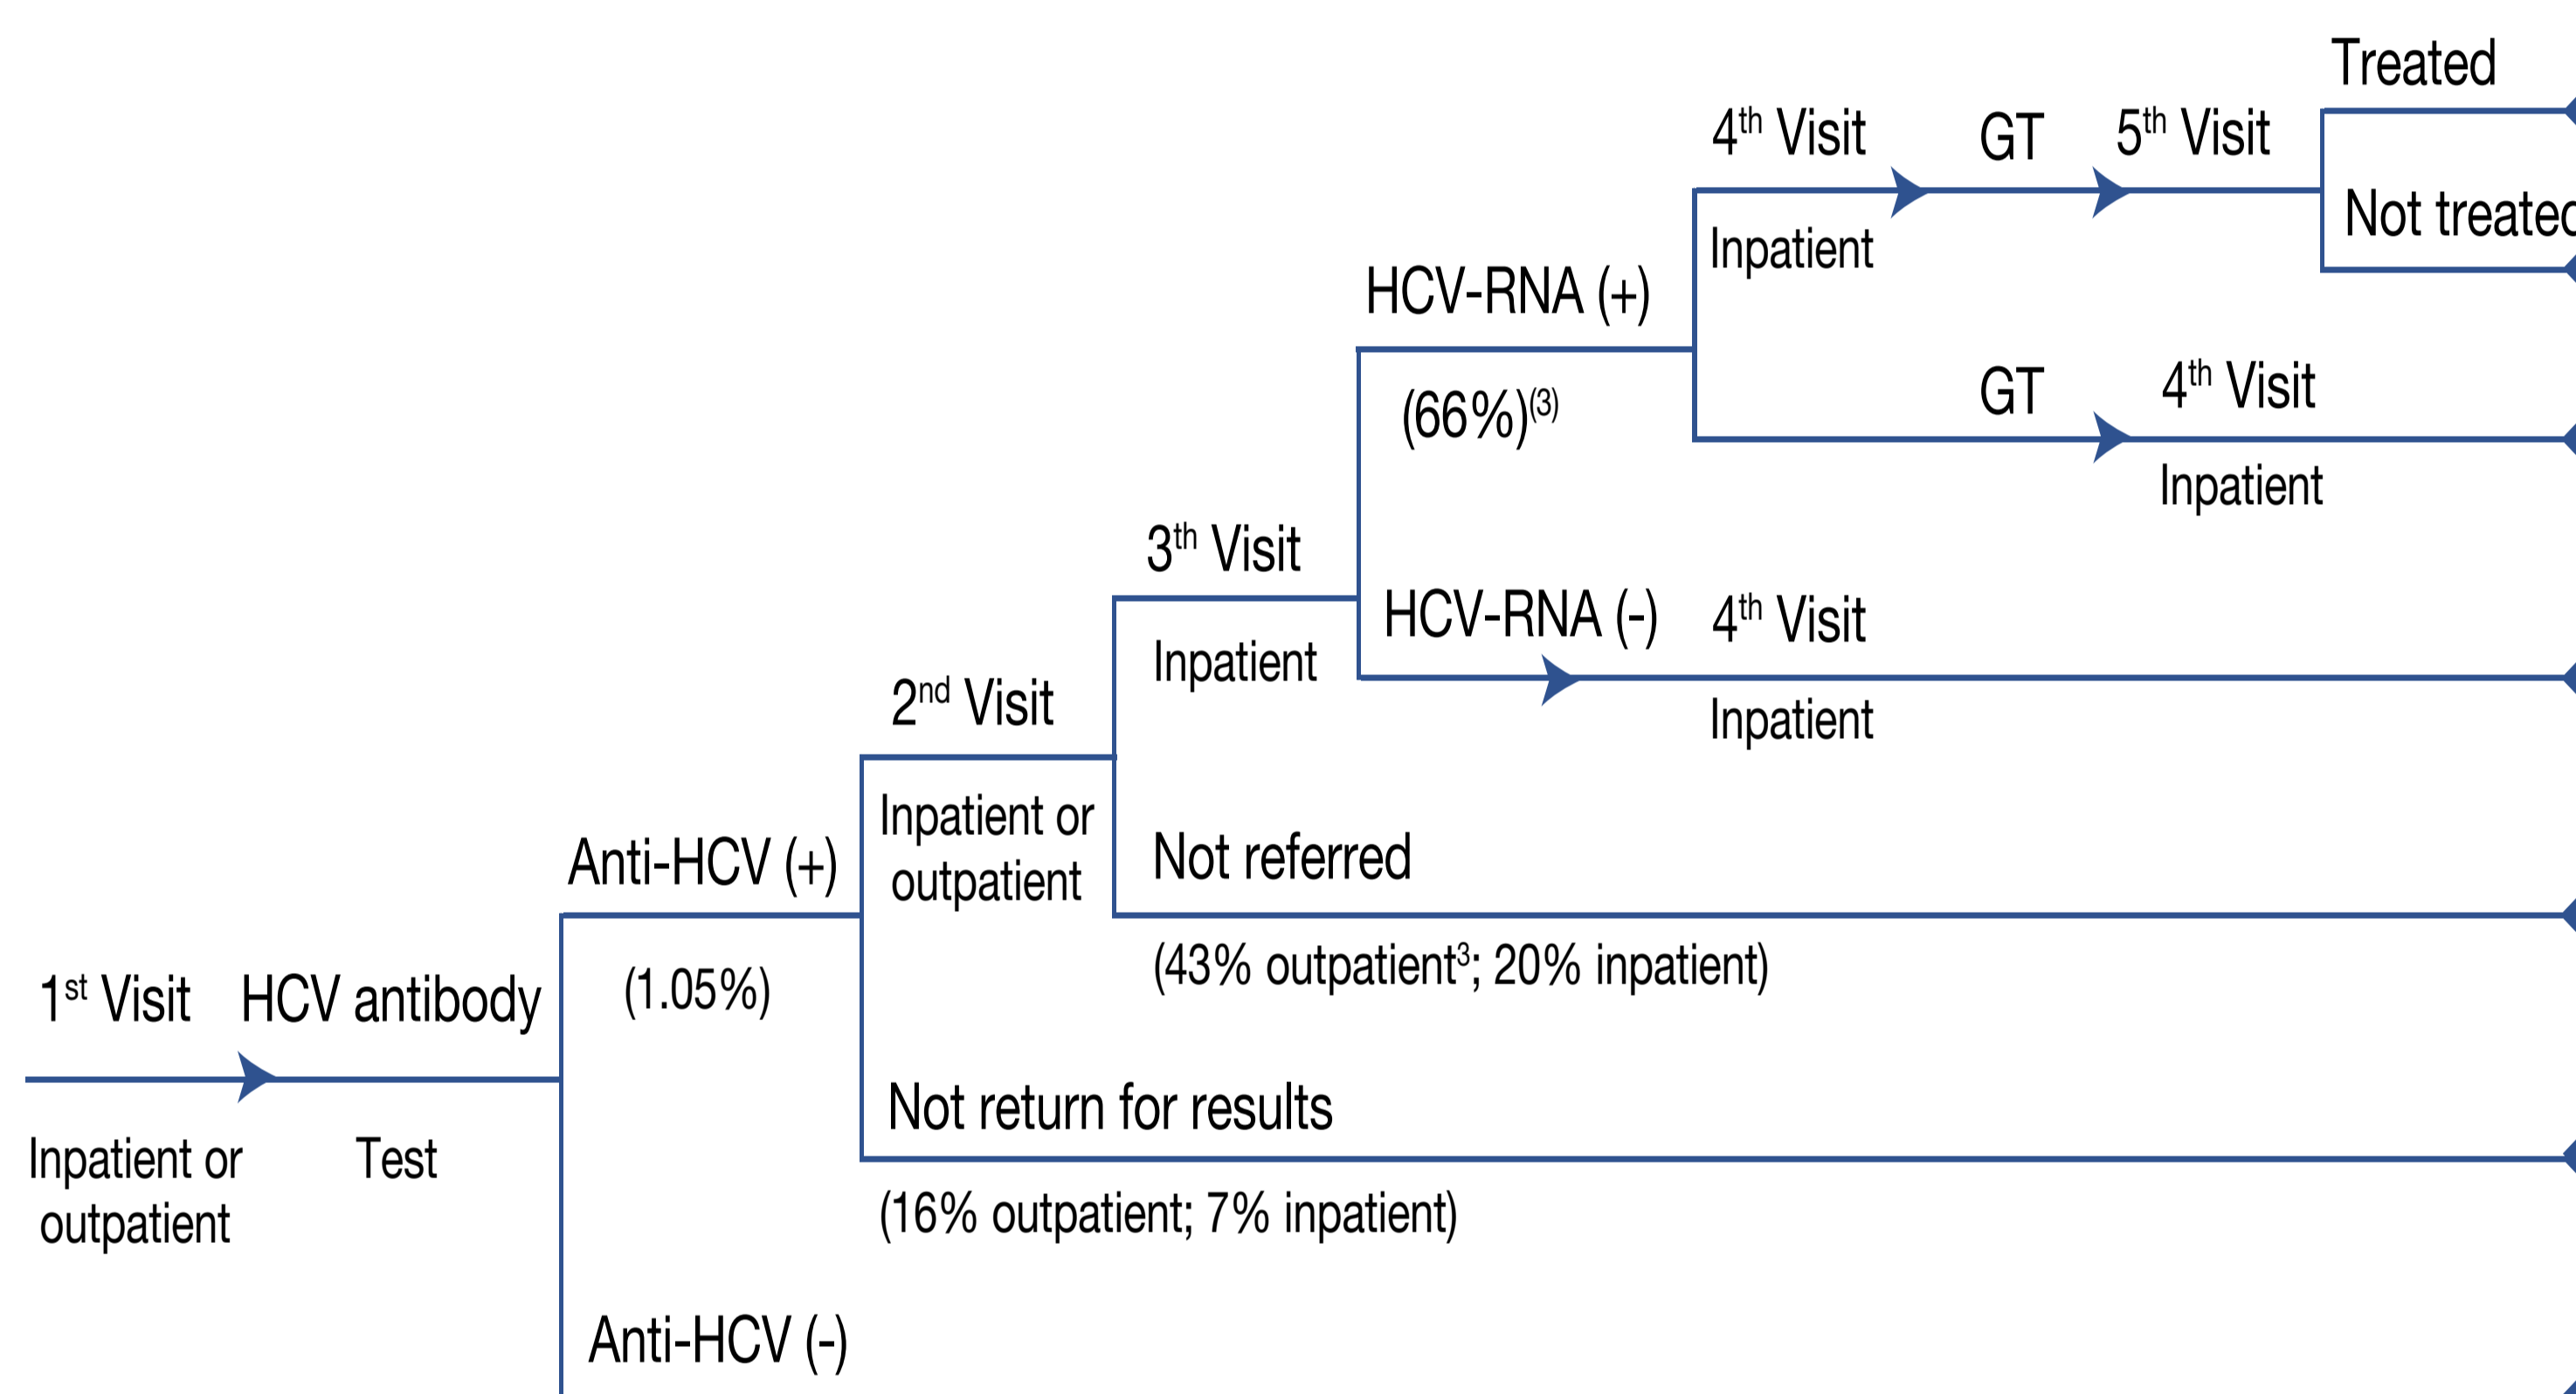 Treated
4th Visit
GT
5th Visit
Not treated
Inpatient
HCV-RNA (+)
(66%)(3)
GT
4th Visit
Inpatient
3th Visit
HCV-RNA (-)
4th Visit
Inpatient
Inpatient
2nd Visit
Inpatient or
outpatient
Not referred
(43% outpatient3; 20% inpatient)
Anti-HCV (+)
(1.05%)
1st Visit
HCV antibody
Inpatient or
outpatient
Test
Not return for results
(16% outpatient; 7% inpatient)
Anti-HCV (-)